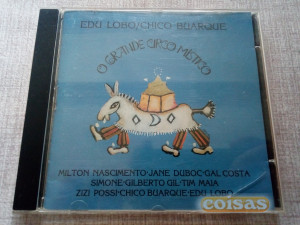 EDU LOBO/CHICO BUARQUE
O GRANDE CIRCO MÍSTICO
MILTON NASCIMENTO·JANE DUBOC·GAL COSTA
SIMONE·GILBERTO GIL·TIM MAIA
ZIZI POSSI·CHICO BUARQUE·EDU LOBO
coisas